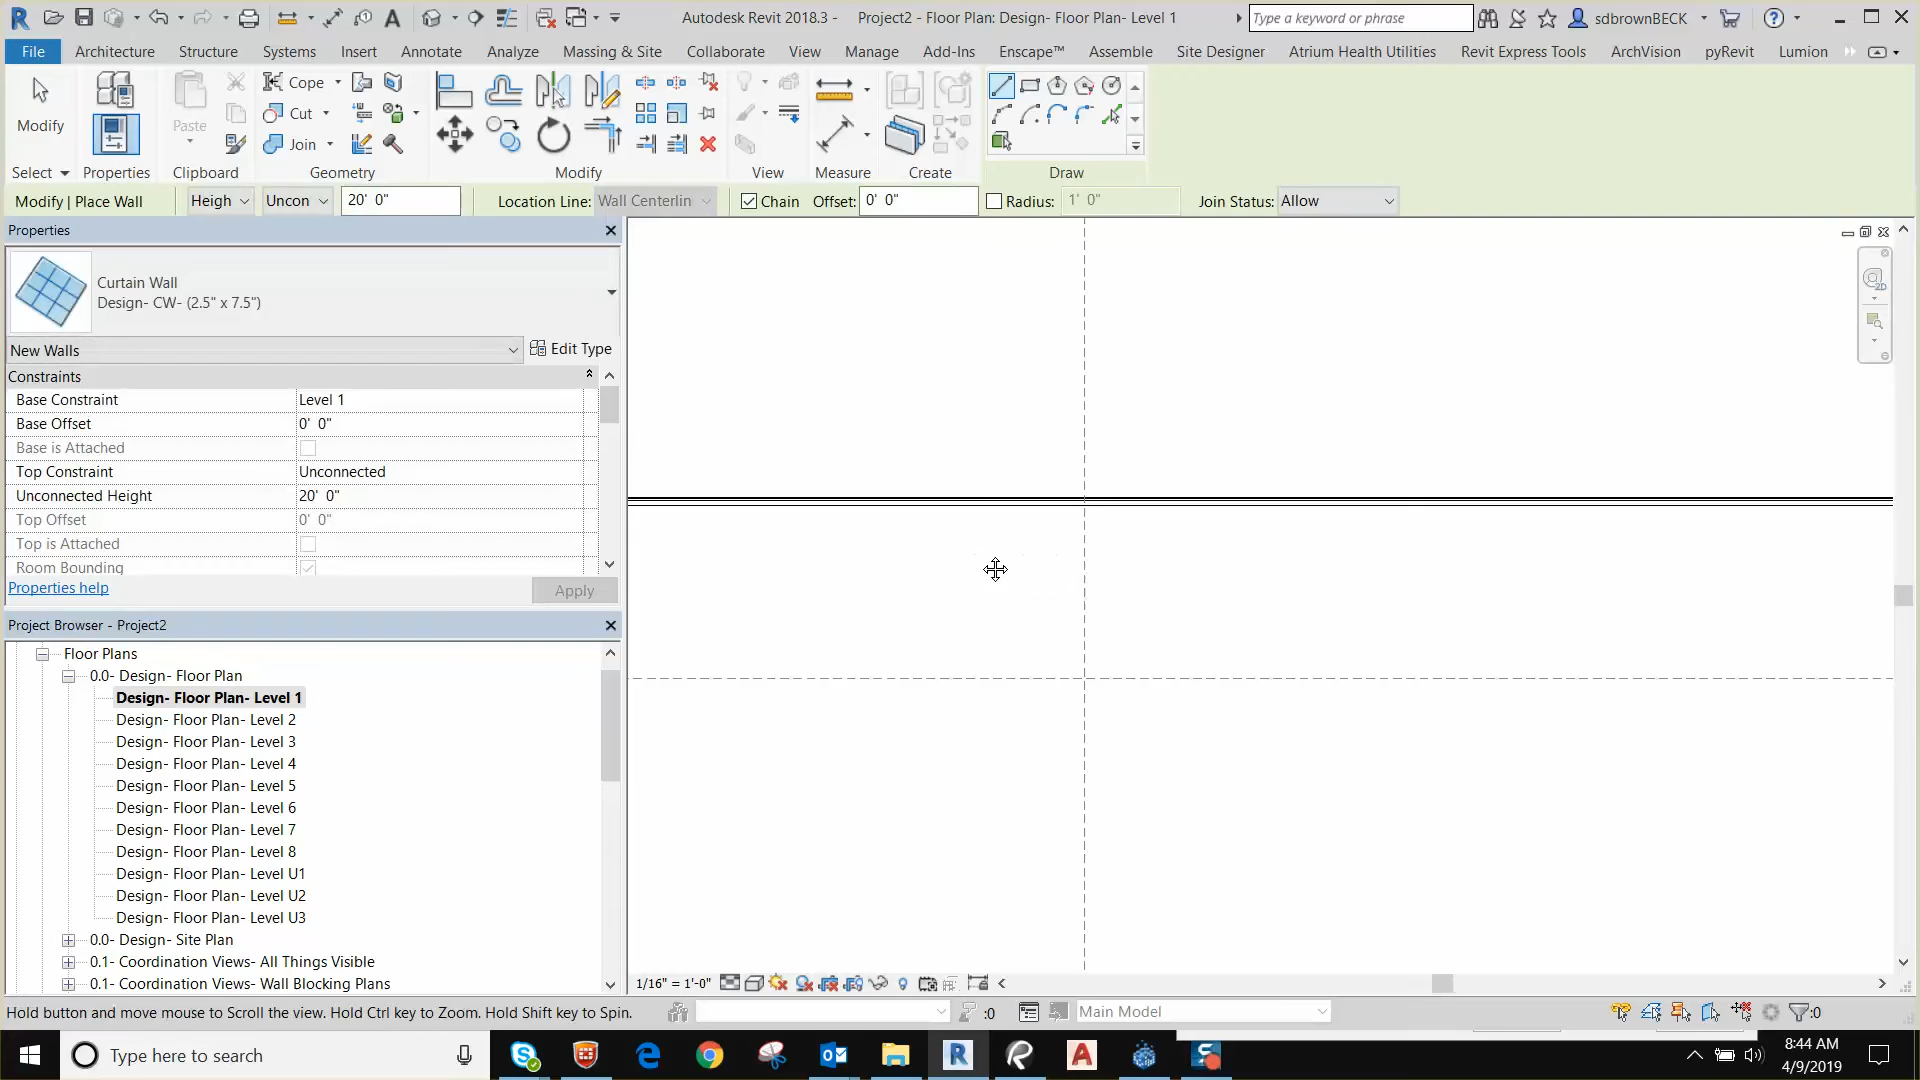 Autodesk Revit 2018.3 - Project2 - Floor Plan: Design- Floor Plan- Level 1
Type a keyword or phrase
sdbrownBECK
File Architecture Structure Systems Insert Annotate Analyze Massing & Site Collaborate View Manage Add-Ins Enscape™ Assemble Site Designer Atrium Health Utilities Revit Express Tools ArchVision pyRevit Lumion
Modify
Paste
Cope
Cut
Join
Select Properties Clipboard Geometry Modify View Measure Create Draw
Modify | Place Wall Heigh Uncon 20' 0" Location Line: Wall Centerlin Chain Offset: 0' 0" Radius: 1' 0" Join Status: Allow
Properties
Curtain Wall
Design- CW- (2.5" x 7.5")
New Walls Edit Type
Constraints
Base Constraint Level 1
Base Offset 0' 0"
Base is Attached
Top Constraint Unconnected
Unconnected Height 20' 0"
Top Offset 0' 0"
Top is Attached
Room Bounding
Properties help Apply
Project Browser - Project2
Floor Plans
0.0- Design- Floor Plan
Design- Floor Plan- Level 1
Design- Floor Plan- Level 2
Design- Floor Plan- Level 3
Design- Floor Plan- Level 4
Design- Floor Plan- Level 5
Design- Floor Plan- Level 6
Design- Floor Plan- Level 7
Design- Floor Plan- Level 8
Design- Floor Plan- Level U1
Design- Floor Plan- Level U2
Design- Floor Plan- Level U3
0.0- Design- Site Plan
0.1- Coordination Views- All Things Visible
0.1- Coordination Views- Wall Blocking Plans
2D
1/16" = 1'-0"
Hold button and move mouse to Scroll the view. Hold Ctrl key to Zoom. Hold Shift key to Spin.
:0
Main Model
:0
Type here to search
8:44 AM
4/9/2019